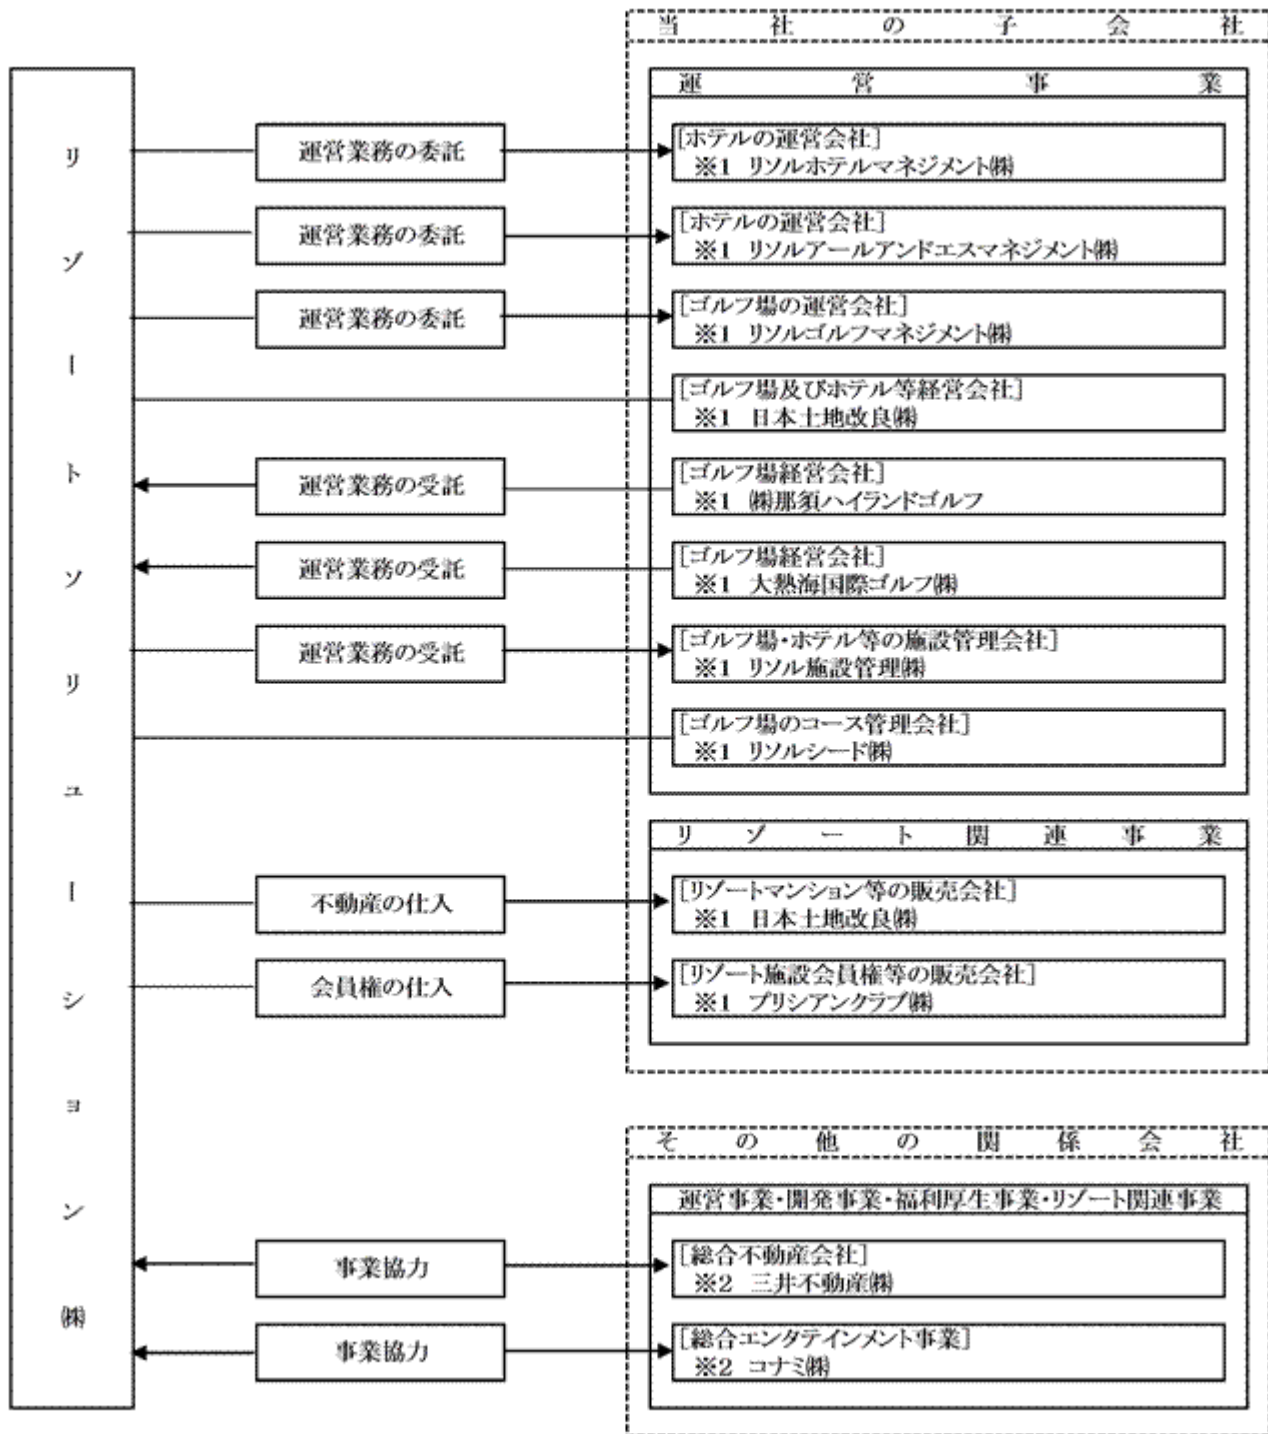 当社の子会社
リゾートソリューション㈱
運営事業
運営業務の委託
[ホテルの運営会社]
※1 リソルホテルマネジメント㈱
運営業務の委託
[ホテルの運営会社]
※1 リソルアールアンドエスマネジメント㈱
運営業務の委託
[ゴルフ場の運営会社]
※1 リソルゴルフマネジメント㈱
[ゴルフ場及びホテル等経営会社]
※1 日本土地改良㈱
運営業務の受託
[ゴルフ場経営会社]
※1 ㈱那須ハイランドゴルフ
運営業務の受託
[ゴルフ場経営会社]
※1 大熱海国際ゴルフ㈱
運営業務の受託
[ゴルフ場・ホテル等の施設管理会社]
※1 リソル施設管理㈱
[ゴルフ場のコース管理会社]
※1 リソルシード㈱
リゾート関連事業
不動産の仕入
[リゾートマンション等の販売会社]
※1 日本土地改良㈱
会員権の仕入
[リゾート施設会員権等の販売会社]
※1 プリシアンクラブ㈱
その他の関係会社
運営事業・開発事業・福利厚生事業・リゾート関連事業
事業協力
[総合不動産会社]
※2 三井不動産㈱
事業協力
[総合エンタテインメント事業]
※2 コナミ㈱